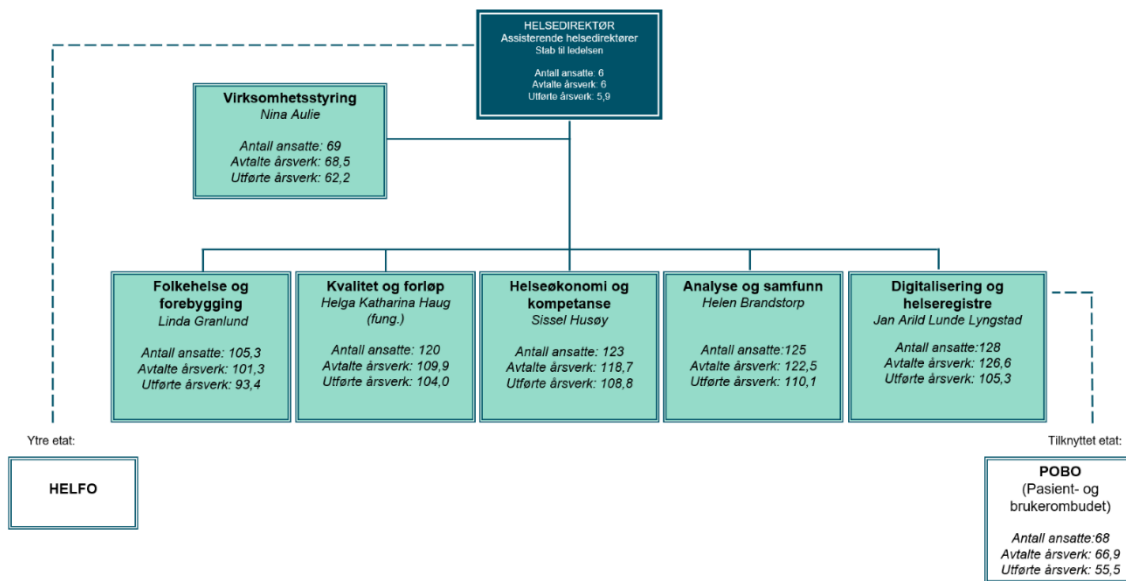 HELSEDIREKTØR
Assisterende helsedirektører
Stab til ledelsen
Antall ansatte: 6
Avtalte årsverk: 6
Utførte årsverk: 5,9
Virksomhetsstyring
Nina Aulie
Antall ansatte: 69
Avtalte årsverk: 68,5
Utførte årsverk: 62,2
Folkehelse og
forebygging
Linda Granlund
Antall ansatte: 105,3
Avtalte årsverk: 101,3
Utførte årsverk: 93,4
Kvalitet og forløp
Helga Katharina Haug
(fung.)
Antall ansatte: 120
Avtalte årsverk: 109,9
Utførte årsverk: 104,0
Helseøkonomi og
kompetanse
Sissel Husøy
Antall ansatte: 123
Avtalte årsverk: 118,7
Utførte årsverk: 108,8
Analyse og samfunn
Helen Brandstorp
Antall ansatte:125
Avtalte årsverk: 122,5
Utførte årsverk: 110,1
Digitalisering og
helseregistre
Jan Arild Lunde Lyngstad
Antall ansatte:128
Avtalte årsverk: 126,6
Utførte årsverk: 105,3
Ytre etat:
HELFO
Tilknyttet etat:
POBO
(Pasient- og
brukerombudet)
Antall ansatte:68
Avtalte årsverk: 66,9
Utførte årsverk: 55,5